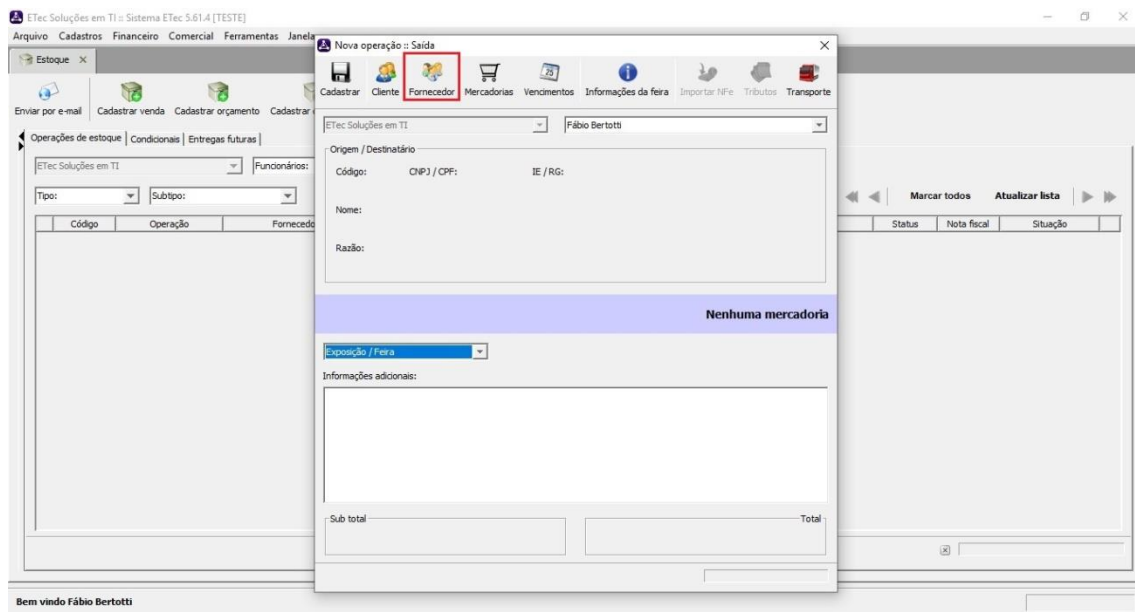 ETec Soluções em TI :: Sistema ETec 5.61.4 [TESTE]
Arquivo Cadastros Financeiro Comercial Ferramentas Janela
Estoque
Enviar por e-mail Cadastrar venda Cadastrar orçamento Cadastrar
Operações de estoque Condicionais Entregas futuras
ETec Soluções em TI Funcionários:
Tipo: Subtipo:
Marcar todos Atualizar lista
Código Operação Fornecedo Status Nota fiscal Situação
Nova operação :: Saída
Cadastrar Cliente Fornecedor Mercadorias Vencimentos Informações da feira Importar NFe Tributos Transporte
25
ETec Soluções em TI Fábio Bertotti
Origem / Destinatário
Código: CNPJ / CPF: IE / RG:
Nome:
Razão:
Nenhuma mercadoria
Exposição / Feira
Informações adicionais:
Sub total Total
Bem vindo Fábio Bertotti